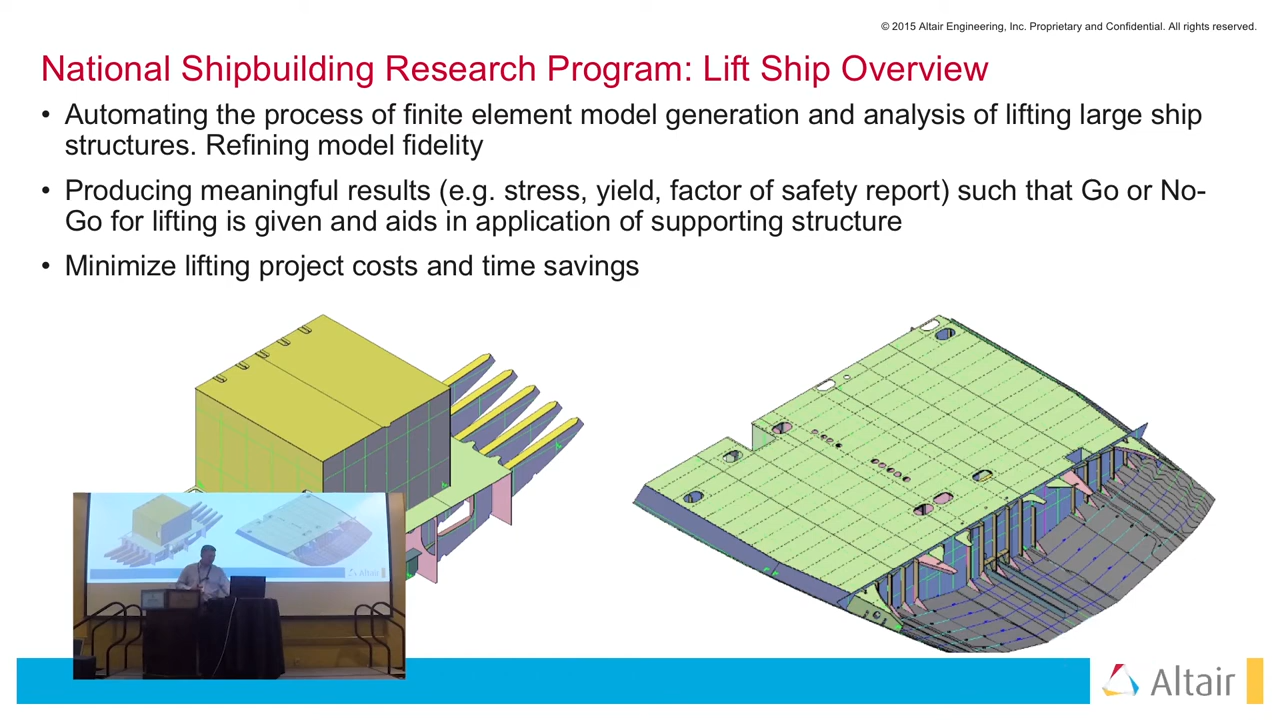 © 2015 Altair Engineering, Inc. Proprietary and Confidential. All rights reserved.
National Shipbuilding Research Program: Lift Ship Overview
• Automating the process of finite element model generation and analysis of lifting large ship
structures. Refining model fidelity
• Producing meaningful results (e.g. stress, yield, factor of safety report) such that Go or No-
Go for lifting is given and aids in application of supporting structure
• Minimize lifting project costs and time savings
Altair
Altair